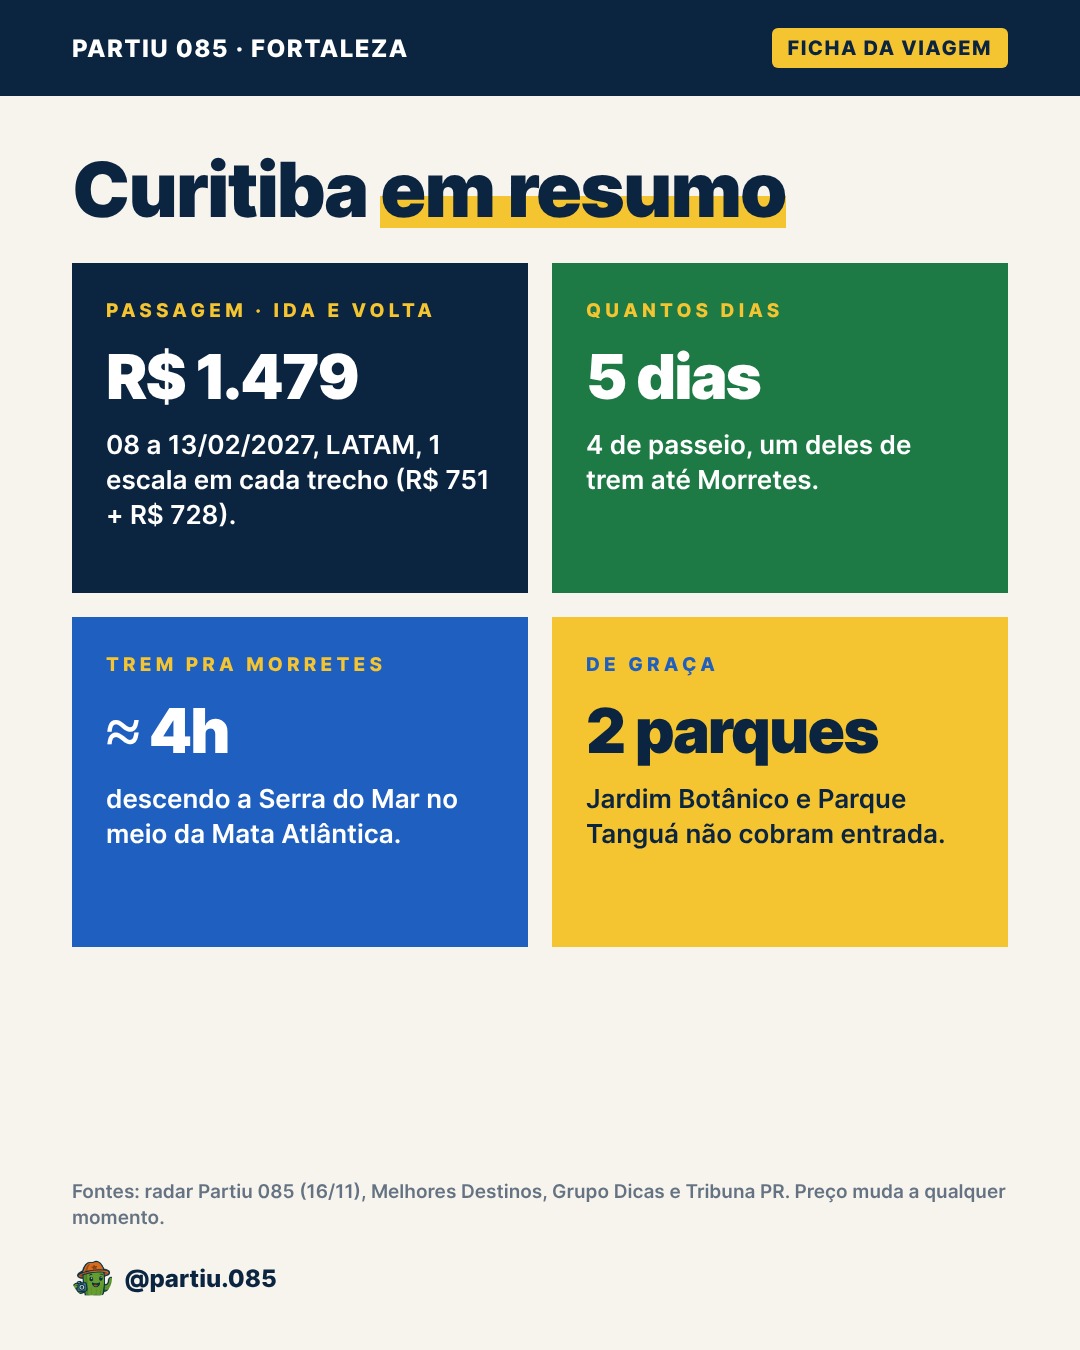 PARTIU 085 · FORTALEZA
FICHA DA VIAGEM
Curitiba em resumo
PASSAGEM · IDA E VOLTA
R$ 1.479
08 a 13/02/2027, LATAM, 1
escala em cada trecho (R$ 751
+ R$ 728).
QUANTOS DIAS
5 dias
4 de passeio, um deles de
trem até Morretes.
TREM PRA MORRETES
≈ 4h
descendo a Serra do Mar no
meio da Mata Atlântica.
DE GRAÇA
2 parques
Jardim Botânico e Parque
Tanguá não cobram entrada.
Fontes: radar Partiu 085 (16/11), Melhores Destinos, Grupo Dicas e Tribuna PR. Preço muda a qualquer
momento.
@partiu.085